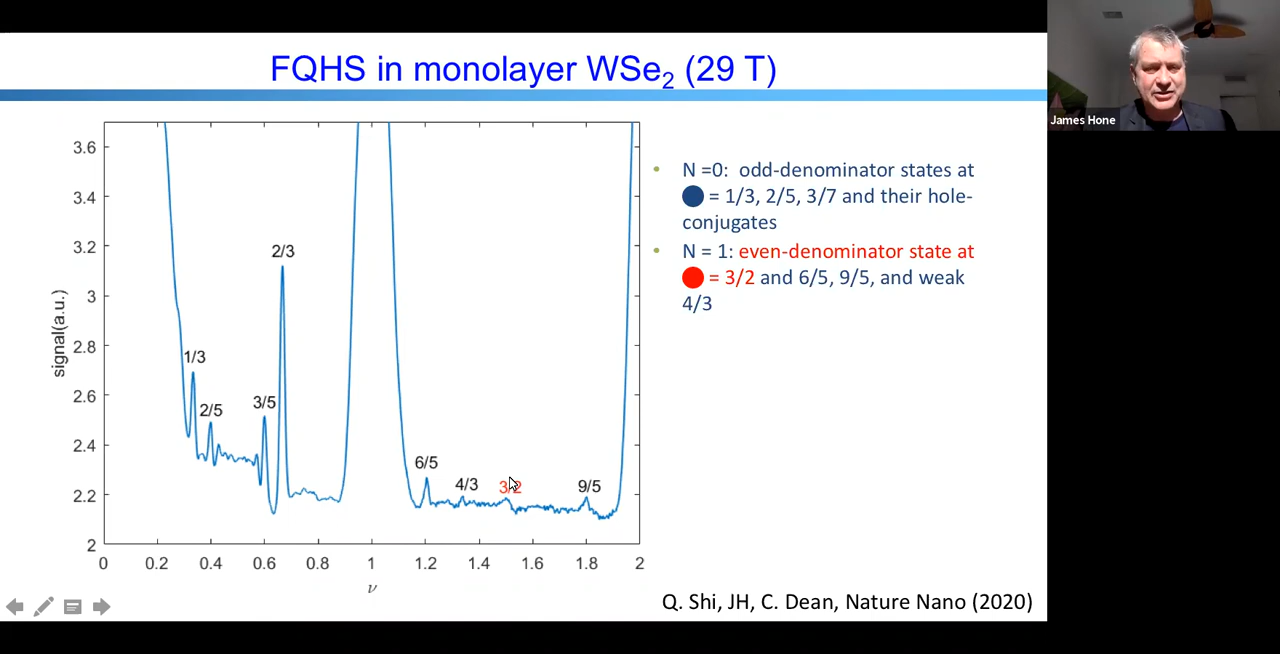 FQHS in monolayer WSe₂ (29 T)
James Hone
3.6
3.4
3.2
3
2.8
2.6
2.4
2.2
2
signal(a.u.)
2/3
1/3
2/5
3/5
6/5
4/3
3/2
9/5
0
0.2
0.4
0.6
0.8
1
1.2
1.4
1.6
1.8
2
ν
• N =0: odd-denominator states at
= 1/3, 2/5, 3/7 and their hole-
conjugates
• N = 1: even-denominator state at
= 3/2 and 6/5, 9/5, and weak
4/3
Q. Shi, JH, C. Dean, Nature Nano (2020)